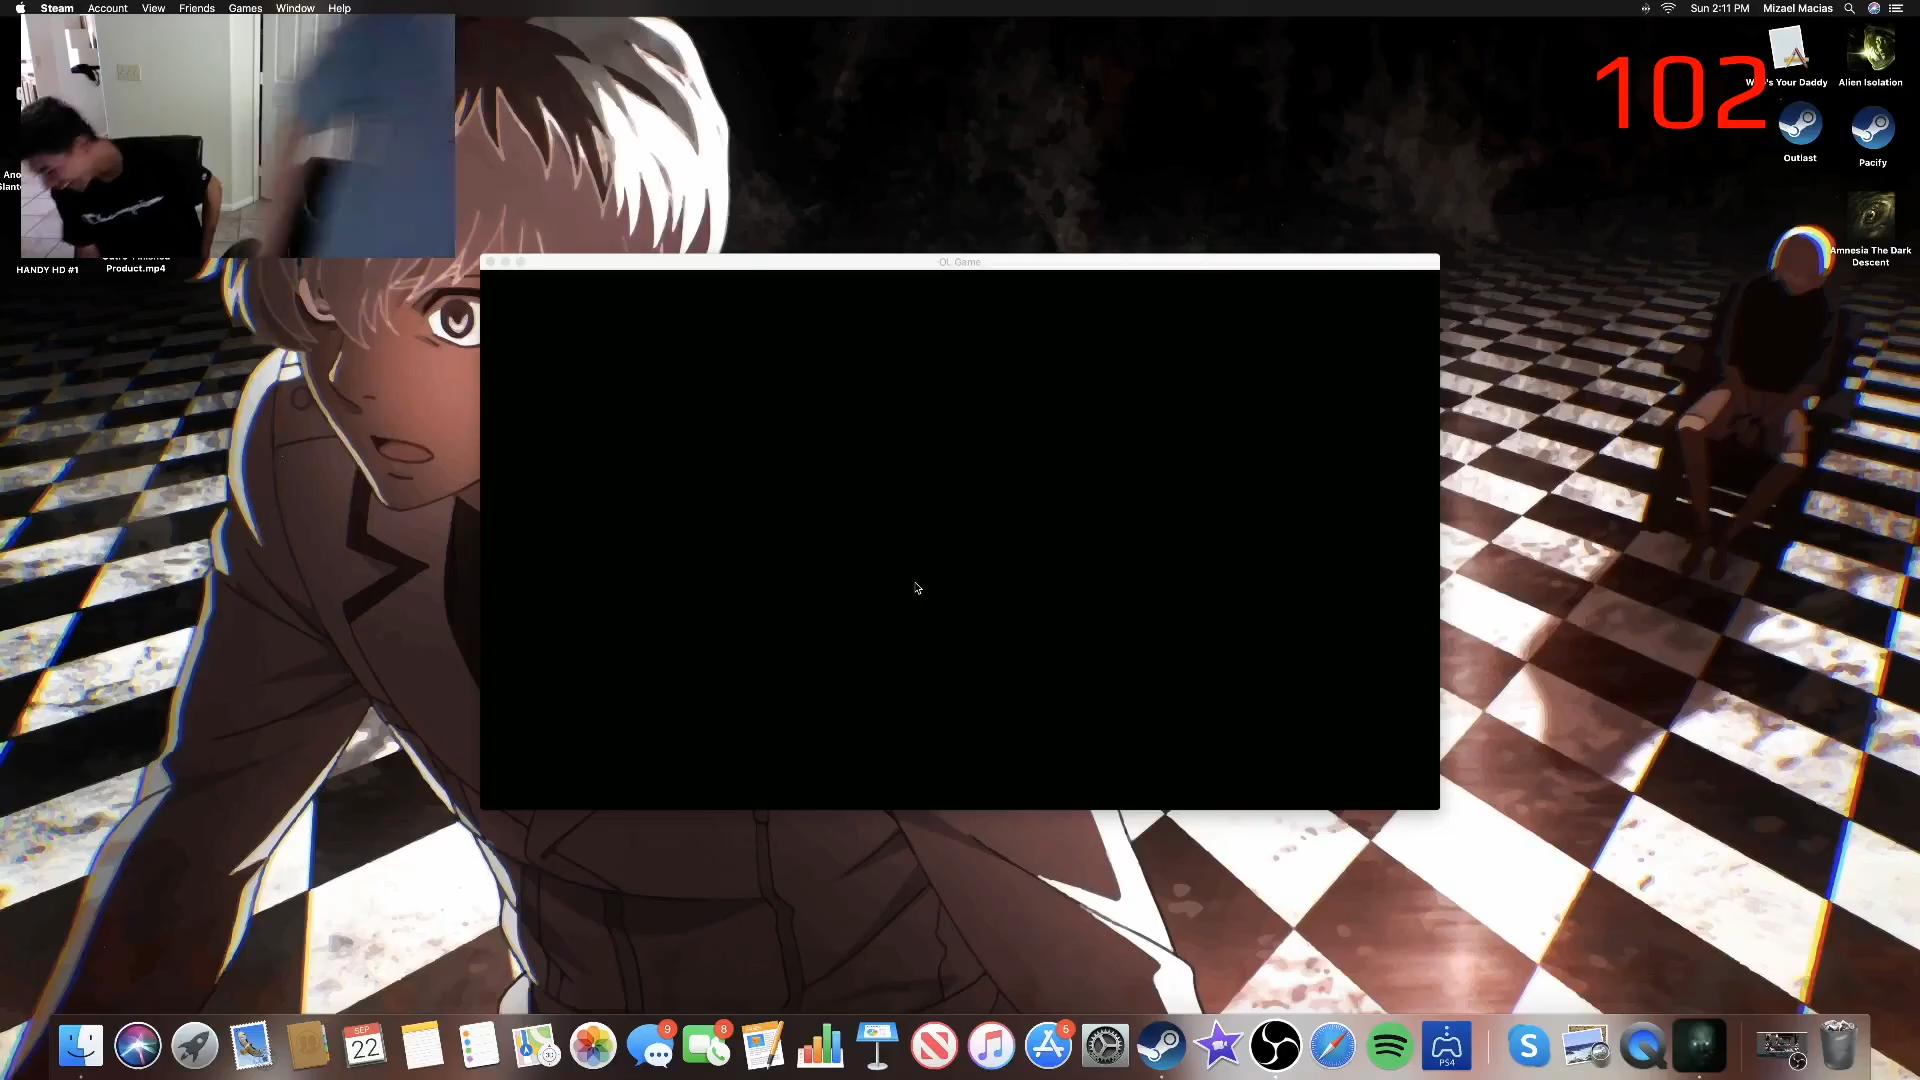 Steam Account View Friends Games Window Help
Sun 2:11 PM Mizael Macias
102
Alien Isolation
's Your Daddy
Outlast
Pacify
Amnesia The Dark
Descent
HANDY HD #1
Product.mp4
OL Game
9
8
5
SEP
22
PS4